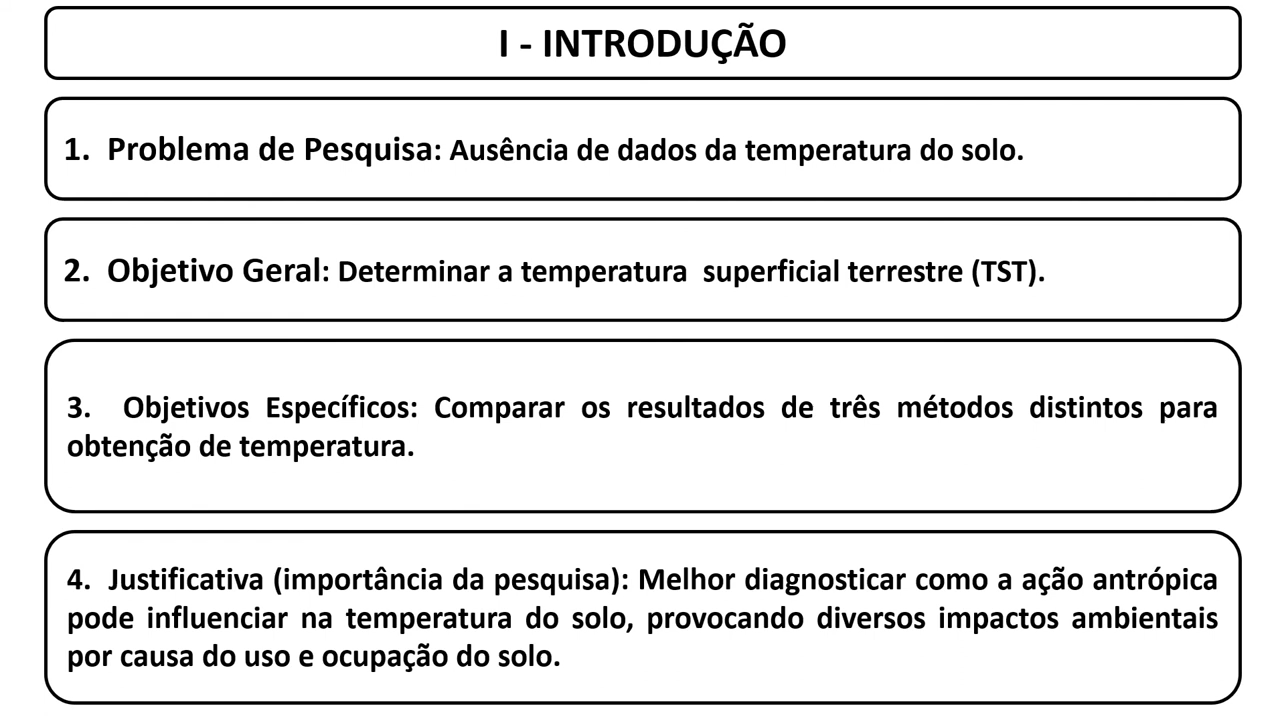 I - INTRODUÇÃO
1. Problema de Pesquisa: Ausência de dados da temperatura do solo.
2. Objetivo Geral: Determinar a temperatura superficial terrestre (TST).
3. Objetivos Específicos: Comparar os resultados de três métodos distintos para
obtenção de temperatura.
4. Justificativa (importância da pesquisa): Melhor diagnosticar como a ação antrópica
pode influenciar na temperatura do solo, provocando diversos impactos ambientais
por causa do uso e ocupação do solo.